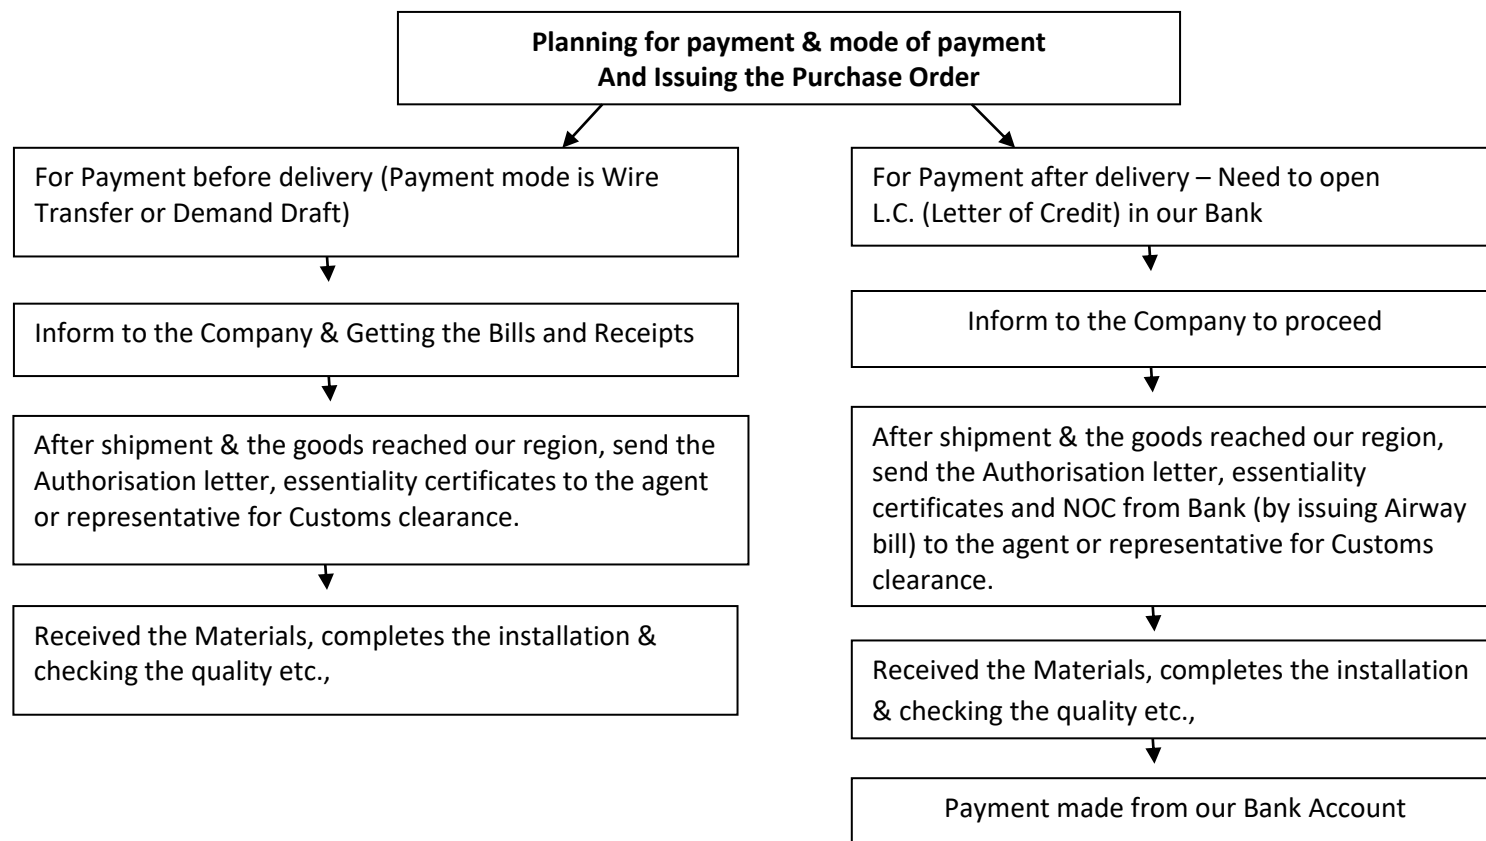 Planning for payment & mode of payment
And Issuing the Purchase Order
For Payment before delivery (Payment mode is Wire
Transfer or Demand Draft)
Inform to the Company & Getting the Bills and Receipts
After shipment & the goods reached our region, send the
Authorisation letter, essentiality certificates to the agent
or representative for Customs clearance.
Received the Materials, completes the installation &
checking the quality etc.,
For Payment after delivery – Need to open
L.C. (Letter of Credit) in our Bank
Inform to the Company to proceed
After shipment & the goods reached our region,
send the Authorisation letter, essentiality
certificates and NOC from Bank (by issuing Airway
bill) to the agent or representative for Customs
clearance.
Received the Materials, completes the installation
& checking the quality etc.,
Payment made from our Bank Account